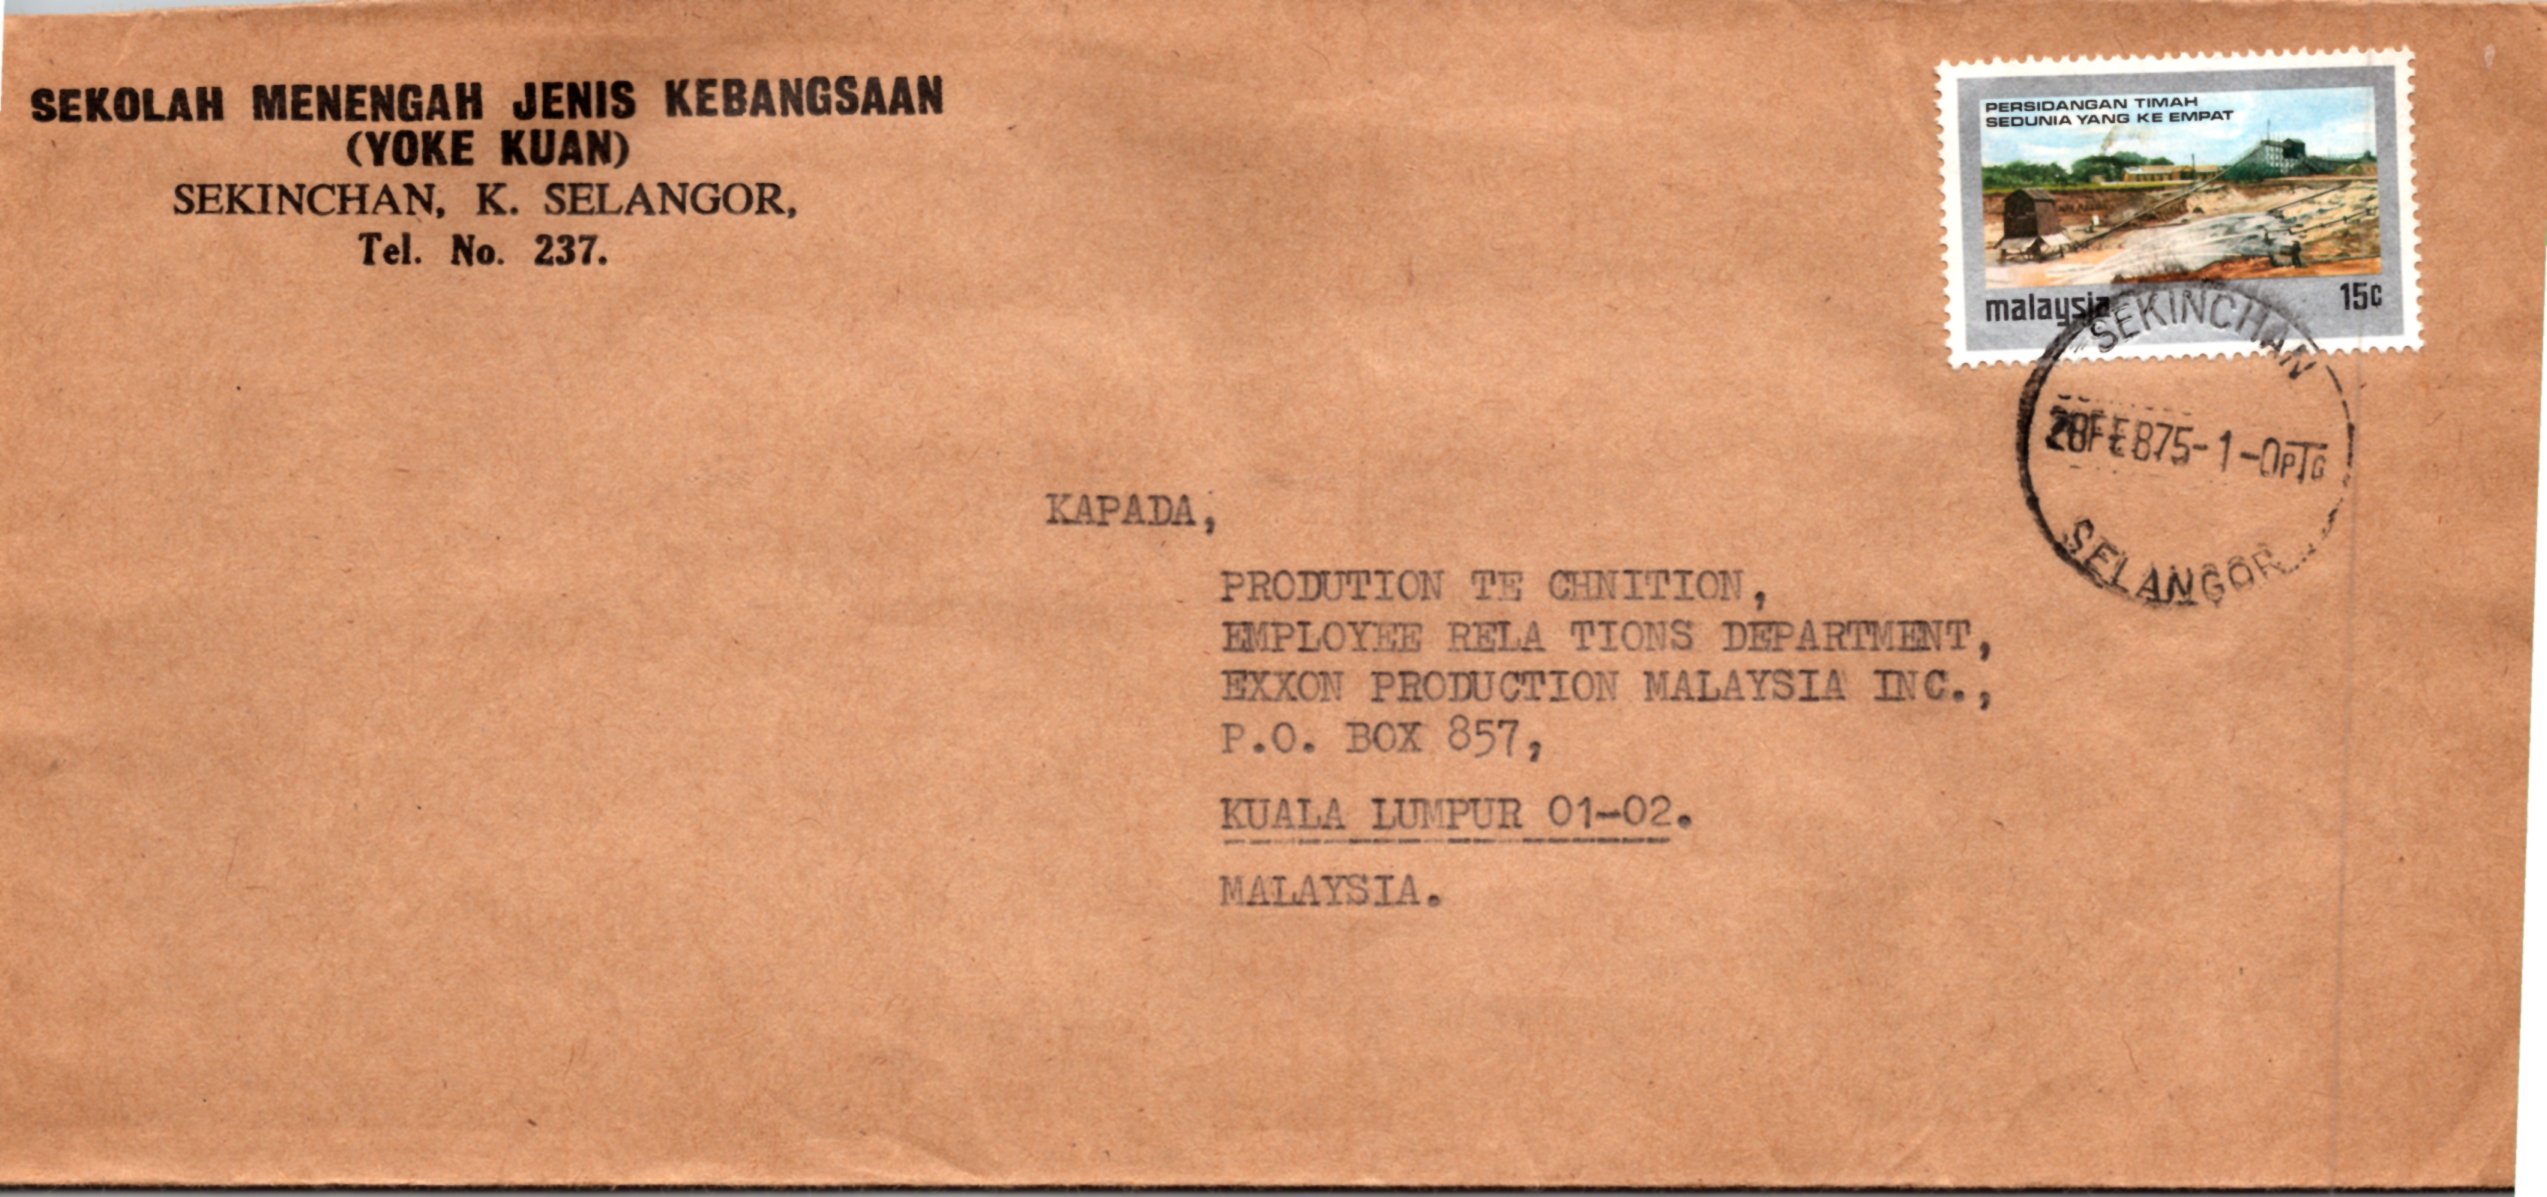 SEKOLAH MENENGAH JENIS KEBANGSAAN
(YOKE KUAN)
SEKINCHAN, K. SELANGOR,
Tel. No. 237.
PERSIDANGAN TIMAH
SEDUNIA YANG KE EMPAT
malaysia 15c
SEKINCHAN
28FEB75-1-0PTG
SELANGOR
KAPADA,
PRODUTION TE CHNITION,
EMPLOYEE RELA TIONS DEPARTMENT,
EXXON PRODUCTION MALAYSIA INC.,
P.O. BOX 857,
KUALA LUMPUR 01-02.
MALAYSIA.